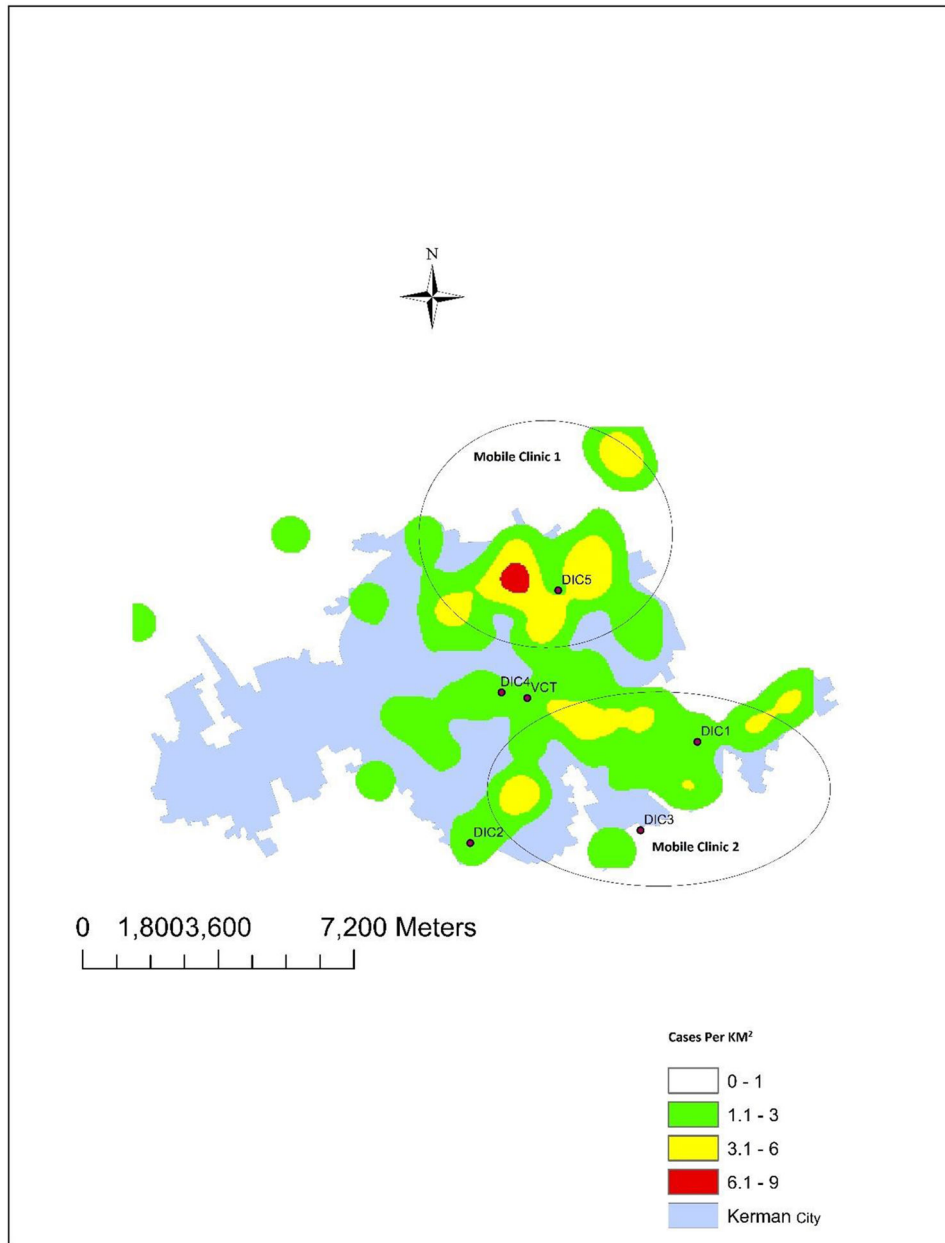 N
Mobile Clinic 1
DIC5
DIC4
VCT
DIC1
DIC3
DIC2
Mobile Clinic 2
0 1,8003,600 7,200 Meters
Cases Per KM²
0 - 1
1.1 - 3
3.1 - 6
6.1 - 9
Kerman City